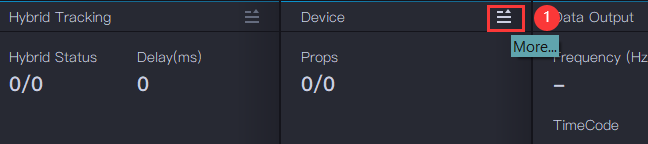 Hybrid Tracking
Device
1
Data Output
More...
Hybrid Status
Delay(ms)
Props
Frequency (Hz
0/0
0
0/0
–
TimeCode